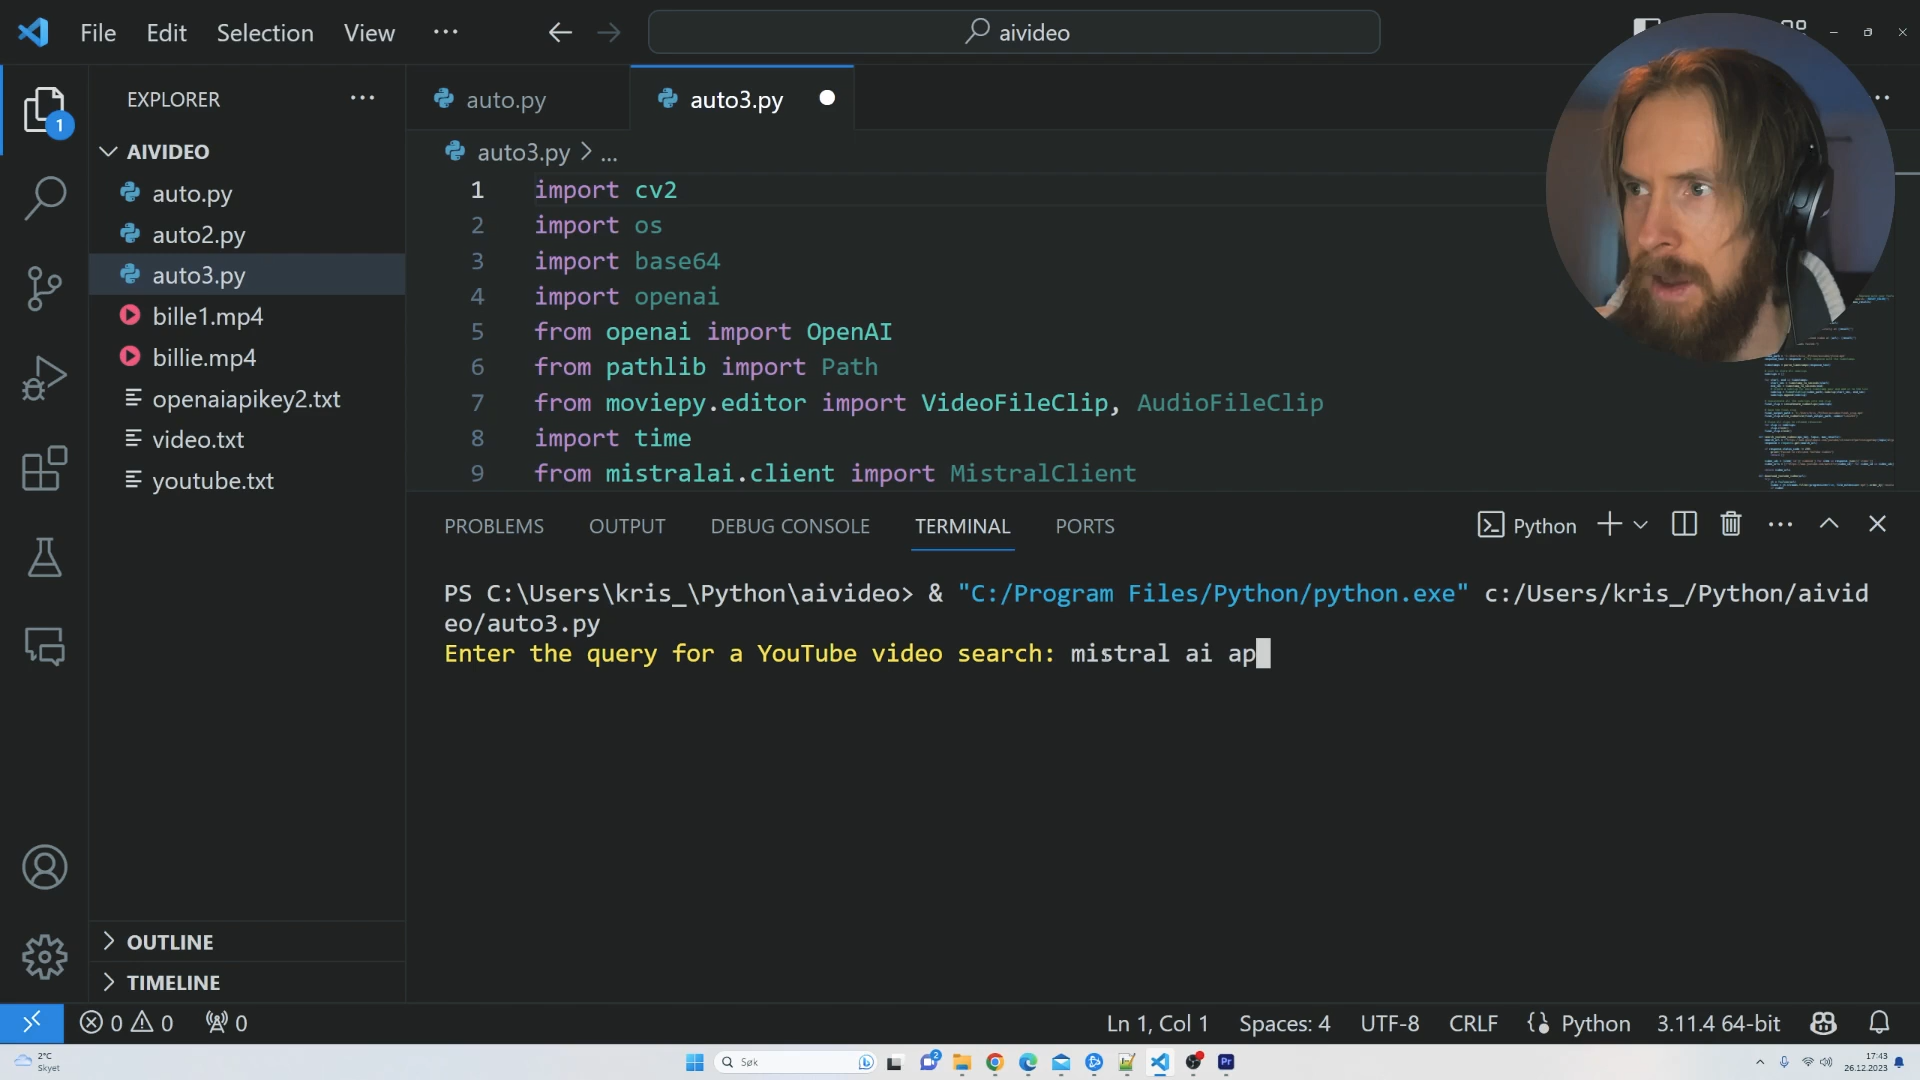 File Edit Selection View ···
aivideo
EXPLORER ···
AIVIDEO
auto.py
auto2.py
auto3.py
bille1.mp4
billie.mp4
openaiapikey2.txt
video.txt
youtube.txt
OUTLINE
TIMELINE
1
auto.py auto3.py
auto3.py > ...
1 import cv2
2 import os
3 import base64
4 import openai
5 from openai import OpenAI
6 from pathlib import Path
7 from moviepy.editor import VideoFileClip, AudioFileClip
8 import time
9 from mistralai.client import MistralClient
PROBLEMS OUTPUT DEBUG CONSOLE TERMINAL PORTS
Python
PS C:\Users\kris_\Python\aivideo> & "C:/Program Files/Python/python.exe" c:/Users/kris_/Python/aivid
eo/auto3.py
Enter the query for a YouTube video search: mistral ai ap
0 0 0
Ln 1, Col 1 Spaces: 4 UTF-8 CRLF Python 3.11.4 64-bit
2°C
Skyet
Søk
2
Pr
17:43
26.12.2023